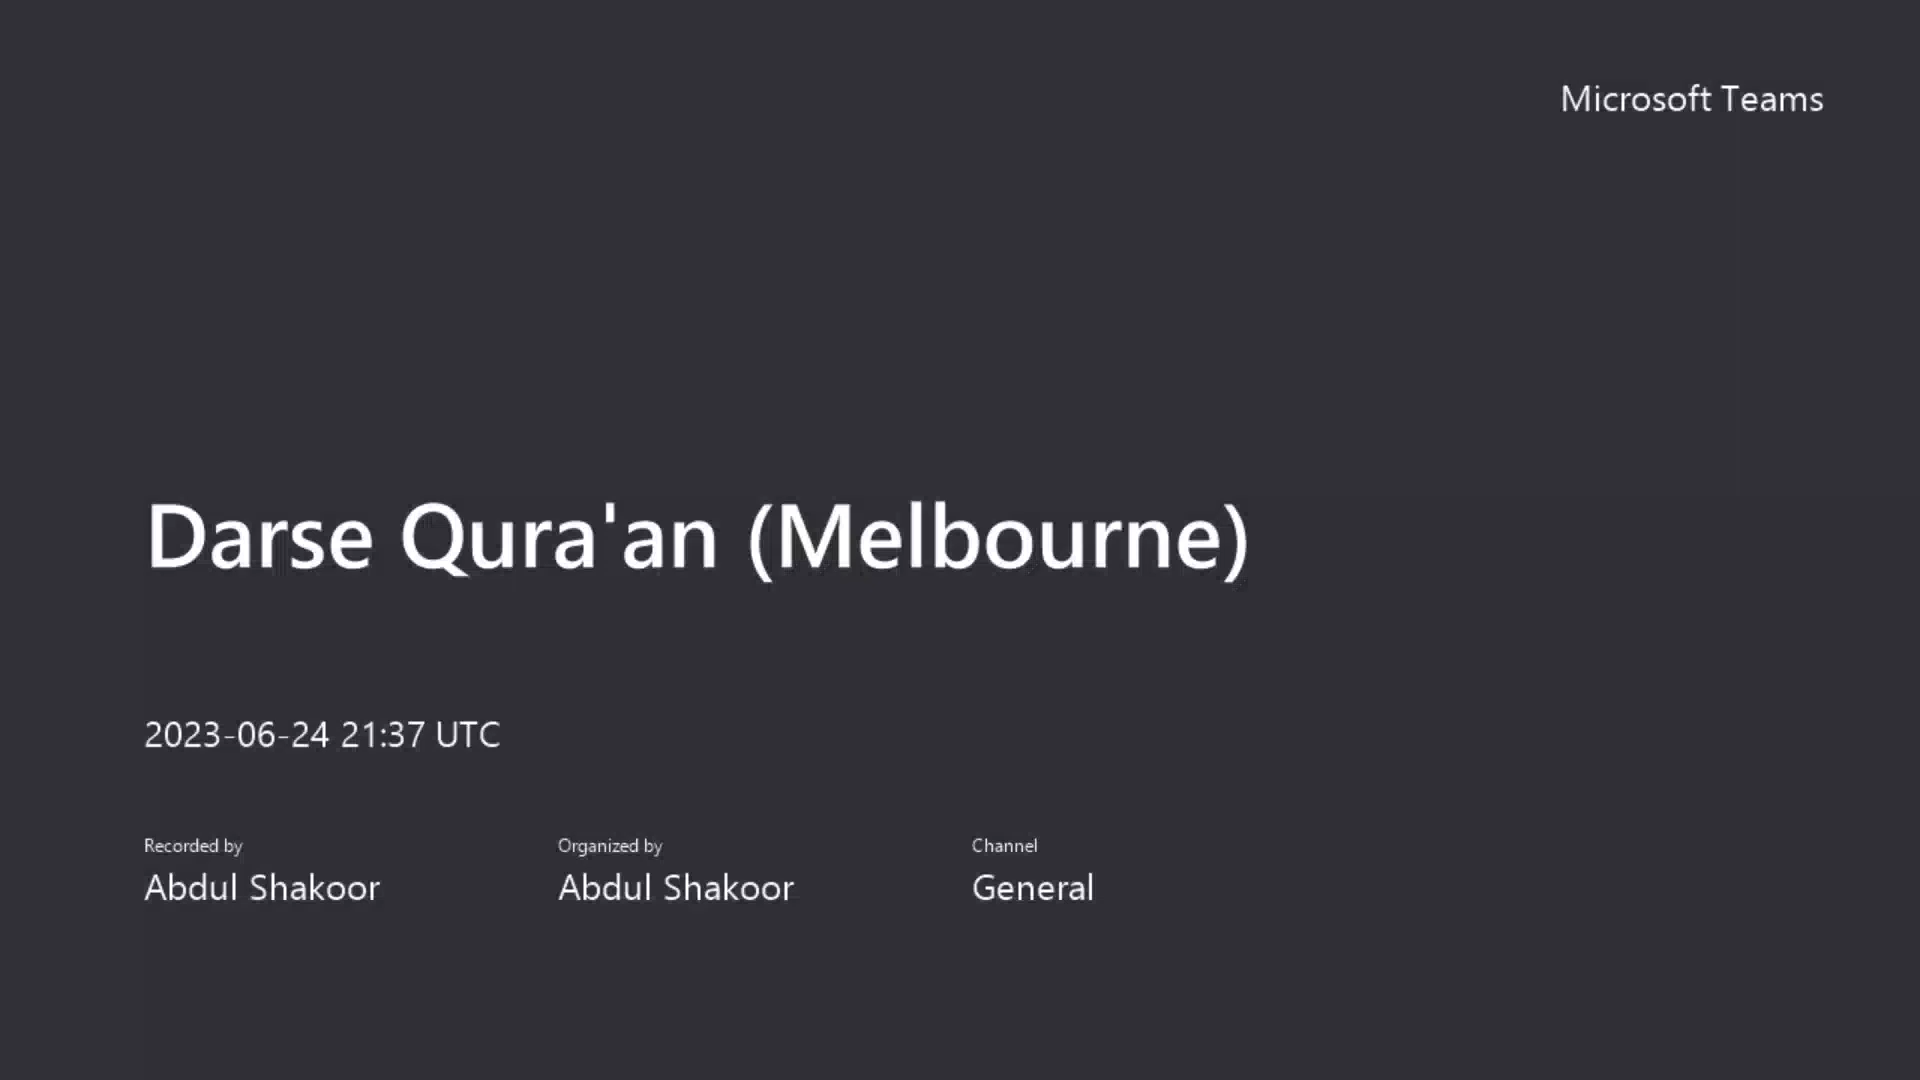 Microsoft Teams
Darse Qura'an (Melbourne)
2023-06-24 21:37 UTC
Recorded by
Abdul Shakoor
Organized by
Abdul Shakoor
Channel
General